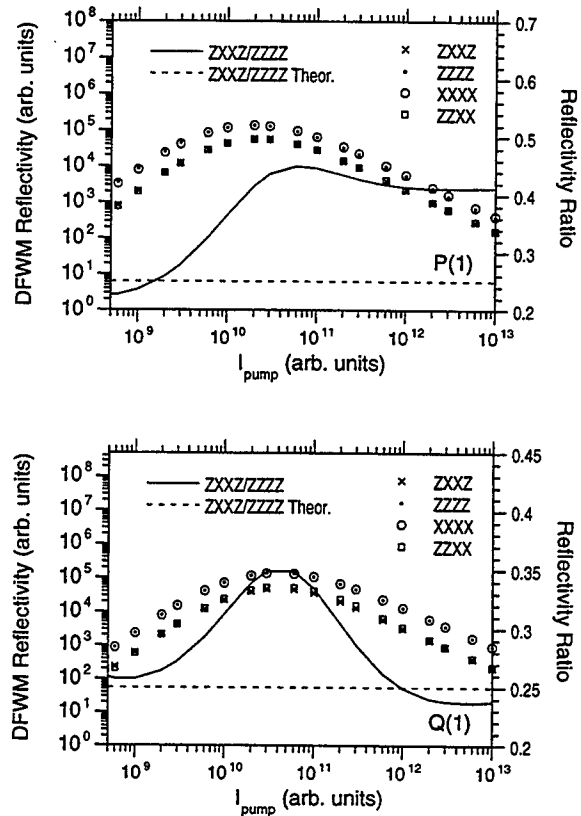 DFWM Reflectivity (arb. units)
10^8
10^7
10^6
10^5
10^4
10^3
10^2
10^1
10^0
ZXXZ/ZZZZ
ZXXZ/ZZZZ Theor.
ZXXZ
ZZZZ
XXXX
ZZXX
P(1)
0.7
0.6
0.5
0.4
0.3
0.2
Reflectivity Ratio
10^9
10^10
10^11
10^12
10^13
I_pump (arb. units)
DFWM Reflectivity (arb. units)
10^8
10^7
10^6
10^5
10^4
10^3
10^2
10^1
10^0
ZXXZ/ZZZZ
ZXXZ/ZZZZ Theor.
ZXXZ
ZZZZ
XXXX
ZZXX
Q(1)
0.45
0.4
0.35
0.3
0.25
0.2
Reflectivity Ratio
10^9
10^10
10^11
10^12
10^13
I_pump (arb. units)